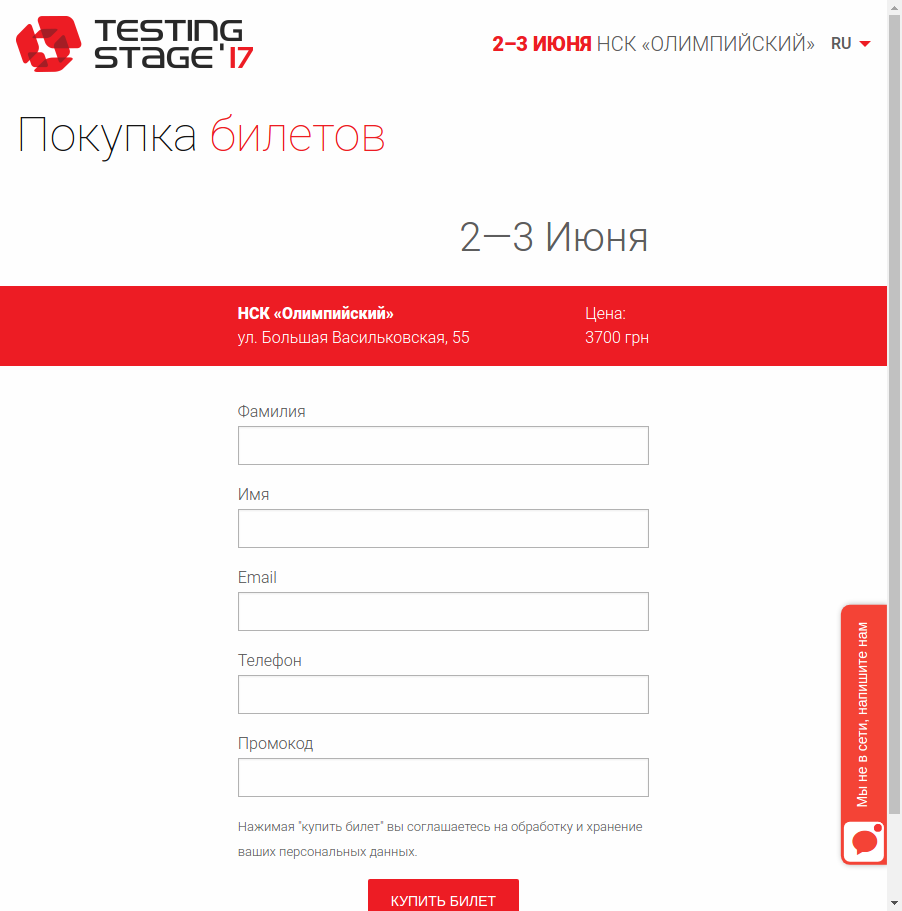 TESTING
STAGE '17
2–3 ИЮНЯ НСК «ОЛИМПИЙСКИЙ» RU
Покупка билетов
2—3 Июня
НСК «Олимпийский»
ул. Большая Васильковская, 55
Цена:
3700 грн
Фамилия
Имя
Email
Телефон
Промокод
Нажимая "купить билет" вы соглашаетесь на обработку и хранение
ваших персональных данных.
КУПИТЬ БИЛЕТ
Мы не в сети, напишите нам